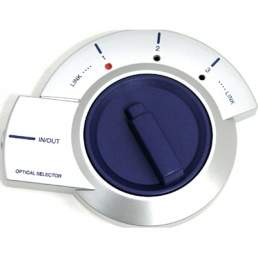 1
2
3
LINK ....
.... LINK
IN/OUT
OPTICAL SELECTOR